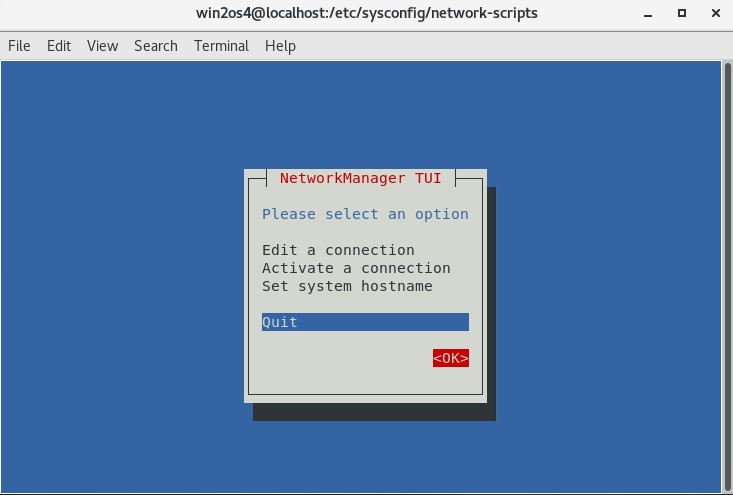 win2os4@localhost:/etc/sysconfig/network-scripts
File Edit View Search Terminal Help
NetworkManager TUI
Please select an option
Edit a connection
Activate a connection
Set system hostname
Quit
<OK>